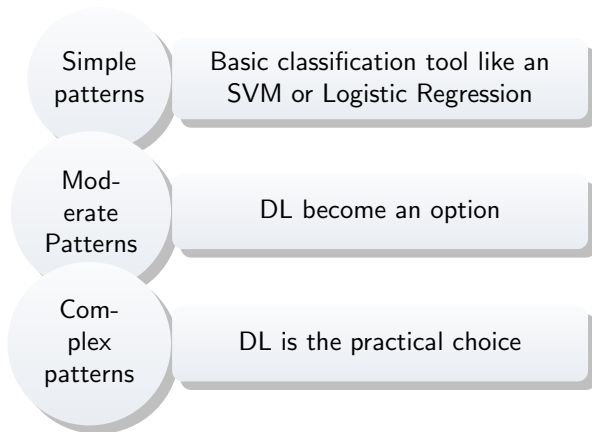 Simple
patterns
Basic classification tool like an
SVM or Logistic Regression
Mod-
erate
Patterns
DL become an option
Com-
plex
patterns
DL is the practical choice